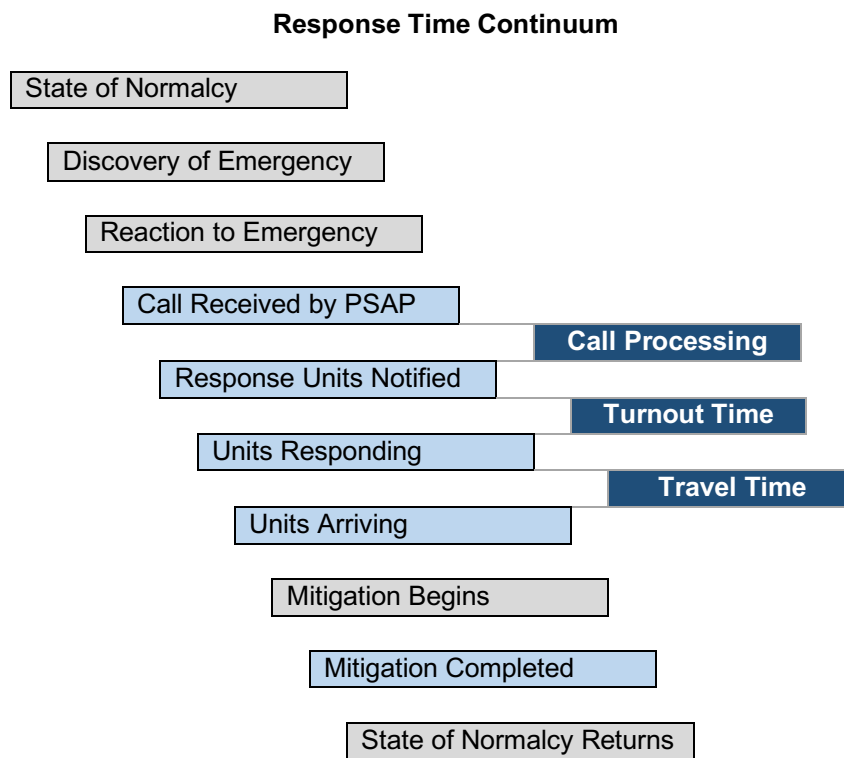 Response Time Continuum
State of Normalcy
Discovery of Emergency
Reaction to Emergency
Call Received by PSAP
Call Processing
Response Units Notified
Turnout Time
Units Responding
Travel Time
Units Arriving
Mitigation Begins
Mitigation Completed
State of Normalcy Returns